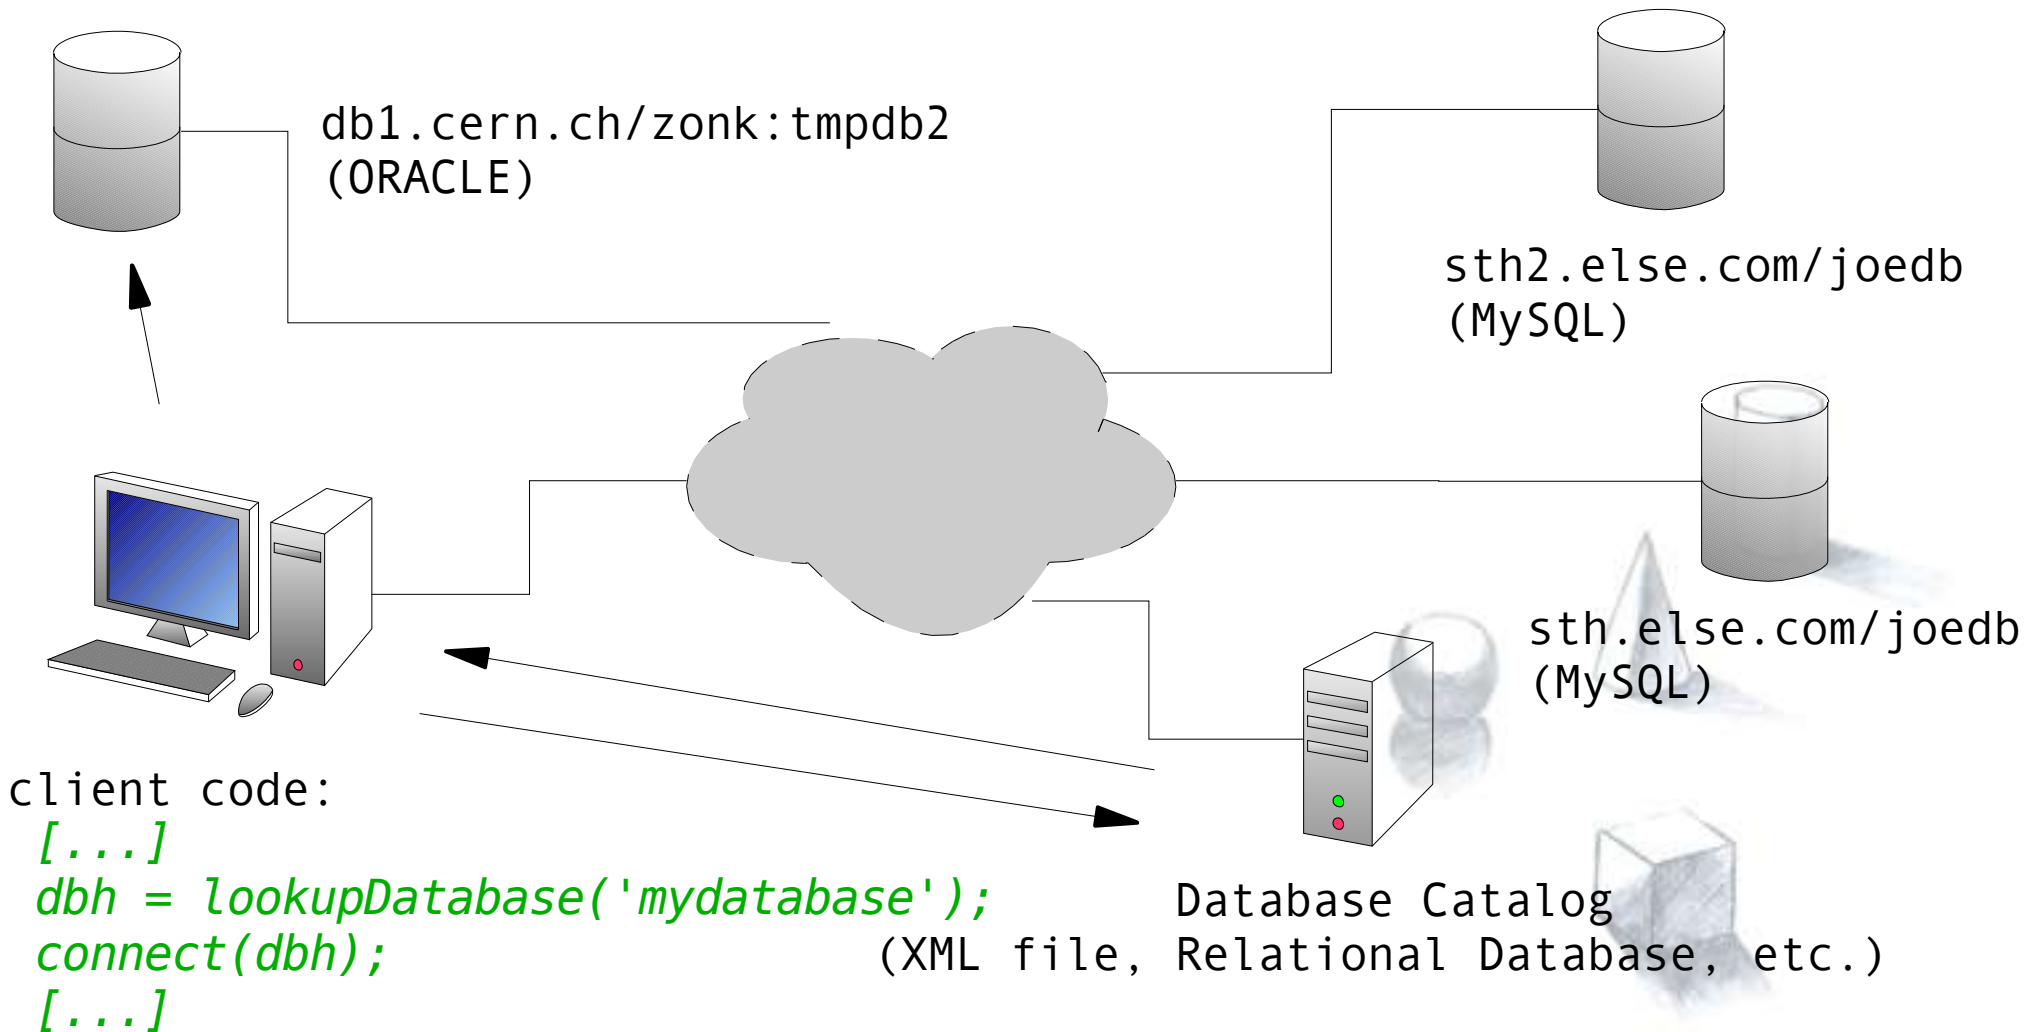 db1.cern.ch/zonk:tmpdb2
(ORACLE)
sth2.else.com/joedb
(MySQL)
sth.else.com/joedb
(MySQL)
client code:
[...]
dbh = lookupDatabase('mydatabase');
connect(dbh);
[...]
Database Catalog
(XML file, Relational Database, etc.)